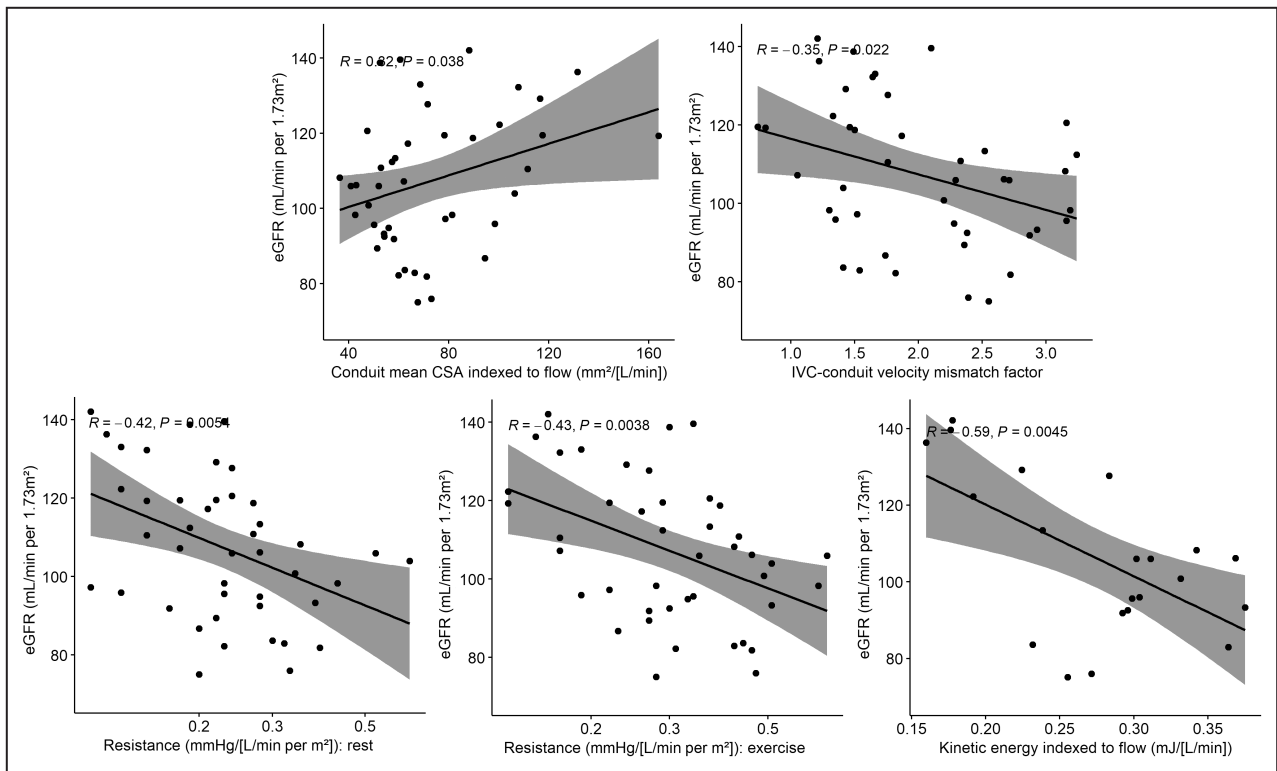 R = 0.32, P = 0.038
eGFR (mL/min per 1.73m²)
140
120
100
80
40 80 120 160
Conduit mean CSA indexed to flow (mm²/[L/min])
R = −0.35, P = 0.022
eGFR (mL/min per 1.73m²)
140
120
100
80
1.0 1.5 2.0 2.5 3.0
IVC-conduit velocity mismatch factor
R = −0.42, P = 0.0054
eGFR (mL/min per 1.73m²)
140
120
100
80
0.2 0.3 0.5
Resistance (mmHg/[L/min per m²]): rest
R = −0.43, P = 0.0038
eGFR (mL/min per 1.73m²)
140
120
100
80
0.2 0.3 0.5
Resistance (mmHg/[L/min per m²]): exercise
R = −0.59, P = 0.0045
eGFR (mL/min per 1.73m²)
140
120
100
80
0.15 0.20 0.25 0.30 0.35
Kinetic energy indexed to flow (mJ/[L/min])